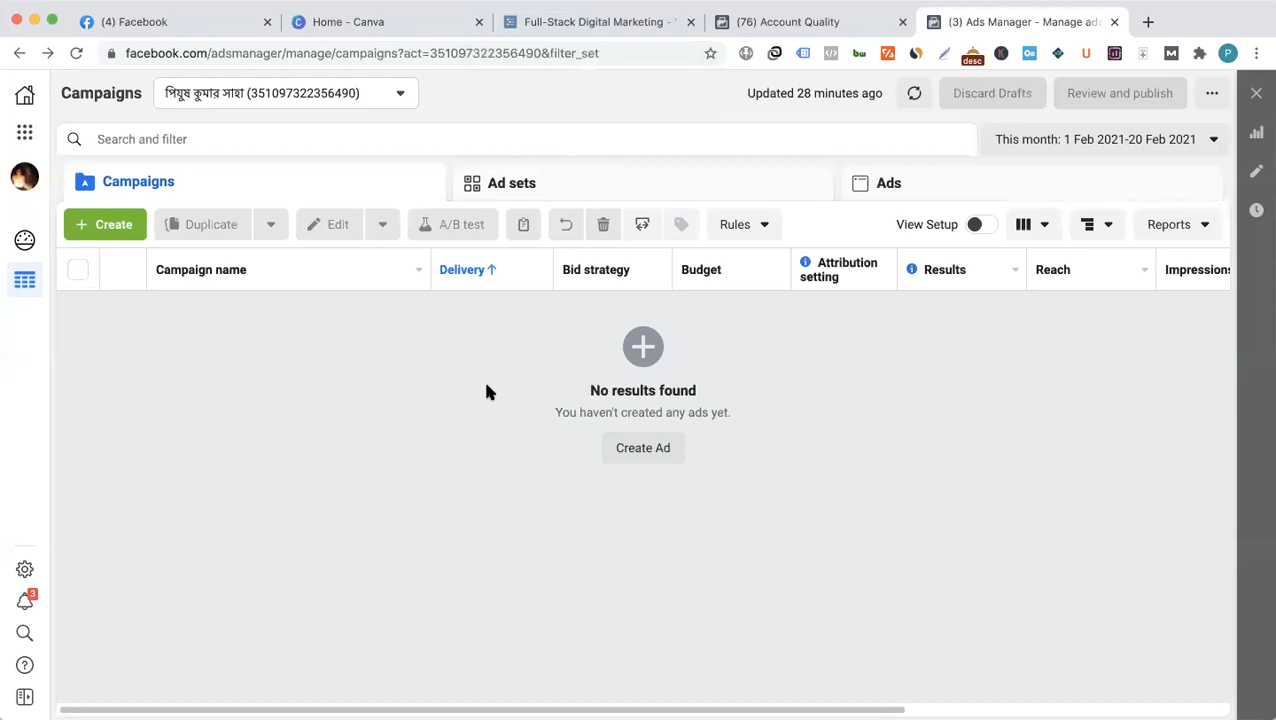 (4) Facebook
Home - Canva
Full-Stack Digital Marketing -
(76) Account Quality
(3) Ads Manager - Manage ads
facebook.com/adsmanager/manage/campaigns?act=351097322356490&filter_set
desc
P
Campaigns
পিযুষ কুমার সাহা (351097322356490)
Updated 28 minutes ago
Discard Drafts
Review and publish
Search and filter
This month: 1 Feb 2021-20 Feb 2021
Campaigns
Ad sets
Ads
+ Create
Duplicate
Edit
A/B test
Rules
View Setup
Reports
Campaign name
Delivery ↑
Bid strategy
Budget
Attribution
setting
Results
Reach
Impressions
No results found
You haven't created any ads yet.
Create Ad
3